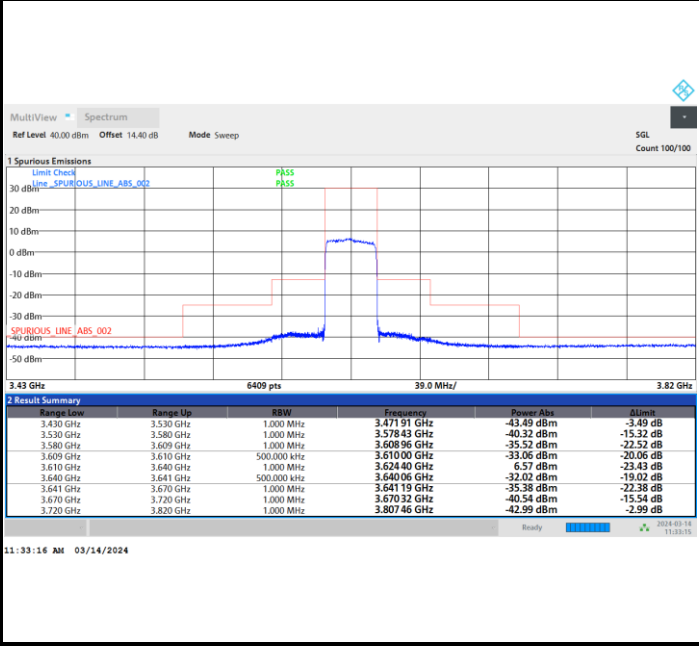 MultiView Spectrum
Ref Level 40.00 dBm Offset 14.40 dB Mode Sweep SGL
Count 100/100
1 Spurious Emissions
Limit Check PASS
Line _SPURIOUS_LINE_ABS_002 PASS
30 dBm
20 dBm
10 dBm
0 dBm
-10 dBm
-20 dBm
-30 dBm
SPURIOUS_LINE_ABS_002
-40 dBm
-50 dBm
3.43 GHz 6409 pts 39.0 MHz/ 3.82 GHz
2 Result Summary
Range Low Range Up RBW Frequency Power Abs ΔLimit
3.430 GHz 3.530 GHz 1.000 MHz 3.471 91 GHz -43.49 dBm -3.49 dB
3.530 GHz 3.580 GHz 1.000 MHz 3.578 43 GHz -40.32 dBm -15.32 dB
3.580 GHz 3.609 GHz 1.000 MHz 3.608 96 GHz -35.52 dBm -22.52 dB
3.609 GHz 3.610 GHz 500.000 kHz 3.610 00 GHz -33.06 dBm -20.06 dB
3.610 GHz 3.640 GHz 1.000 MHz 3.624 40 GHz 6.57 dBm -23.43 dB
3.640 GHz 3.641 GHz 500.000 kHz 3.640 06 GHz -32.02 dBm -19.02 dB
3.641 GHz 3.670 GHz 1.000 MHz 3.641 19 GHz -35.38 dBm -22.38 dB
3.670 GHz 3.720 GHz 1.000 MHz 3.670 32 GHz -40.54 dBm -15.54 dB
3.720 GHz 3.820 GHz 1.000 MHz 3.807 46 GHz -42.99 dBm -2.99 dB
Ready 2024-03-14
11:33:15
11:33:16 AM 03/14/2024